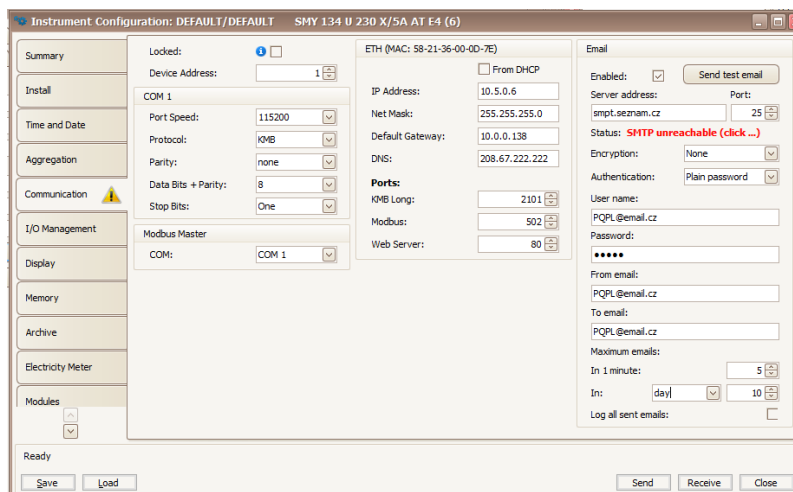 Instrument Configuration: DEFAULT/DEFAULT SMY 134 U 230 X/5A AT E4 (6)
Summary
Install
Time and Date
Aggregation
Communication
I/O Management
Display
Memory
Archive
Electricity Meter
Modules
Locked:
Device Address: 1
COM 1
Port Speed: 115200
Protocol: KMB
Parity: none
Data Bits + Parity: 8
Stop Bits: One
Modbus Master
COM: COM 1
ETH (MAC: 58-21-36-00-0D-7E)
From DHCP
IP Address: 10.5.0.6
Net Mask: 255.255.255.0
Default Gateway: 10.0.0.138
DNS: 208.67.222.222
Ports:
KMB Long: 2101
Modbus: 502
Web Server: 80
Email
Enabled: Send test email
Server address: Port:
smpt.seznam.cz 25
Status: SMTP unreachable (click ...)
Encryption: None
Authentication: Plain password
User name:
PQPL@email.cz
Password:
•••••
From email:
PQPL@email.cz
To email:
PQPL@email.cz
Maximum emails:
In 1 minute: 5
In: day 10
Log all sent emails:
Ready
Save Load Send Receive Close